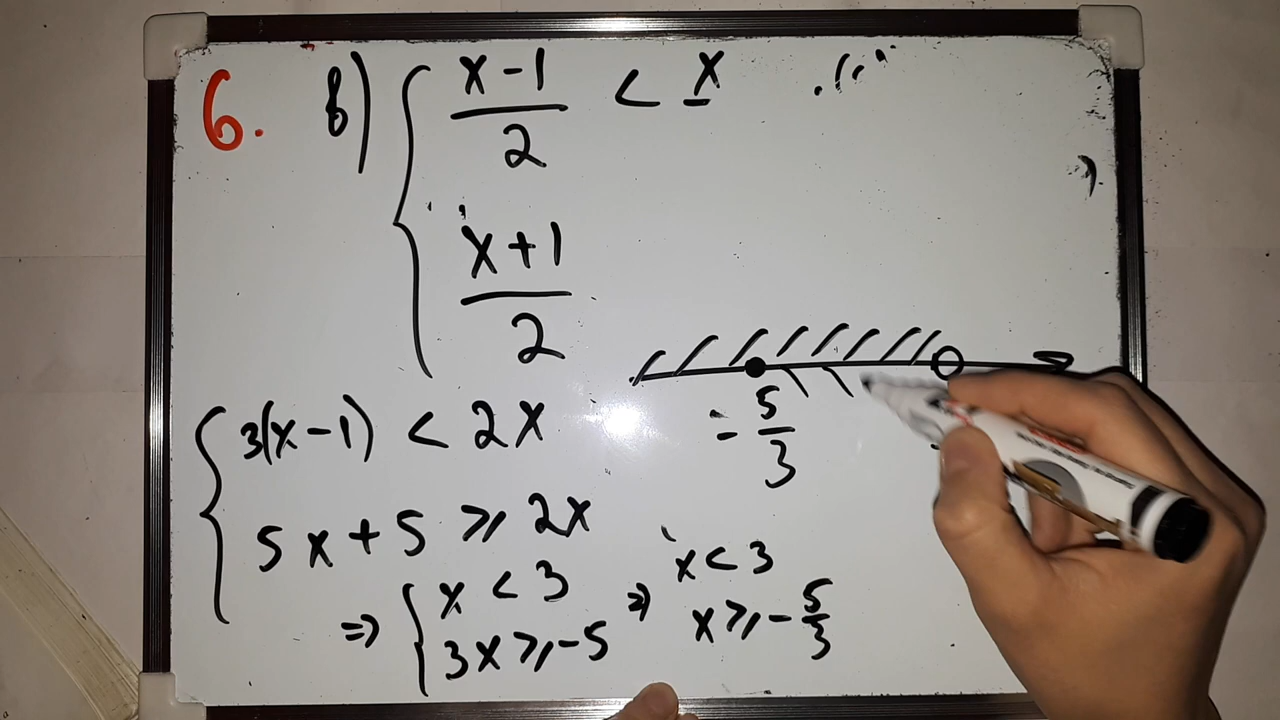 6. в) { x-1/2 < x
x+1/2
{ 3(x-1) < 2x
5x+5 ⩾ 2x
⇒ { x < 3
3x ⩾ -5
⇒ x < 3
x ⩾ -5/3
-5/3